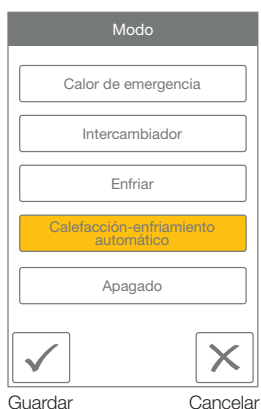 Modo
Calor de emergencia
Intercambiador
Enfriar
Calefacción-enfriamiento
automático
Apagado
Guardar Cancelar